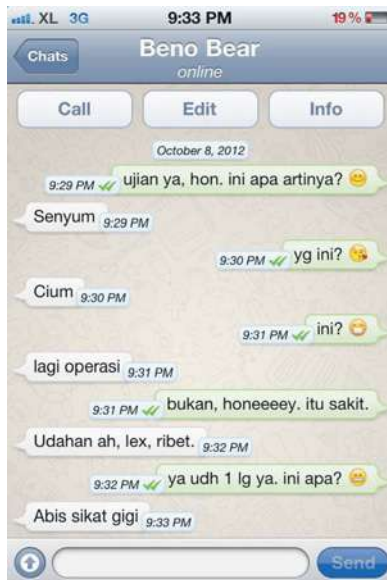 XL 3G 9:33 PM 19%
Chats Beno Bear
online
Call Edit Info
October 8, 2012
9:29 PM ujian ya, hon. ini apa artinya? 😊
Senyum 9:29 PM
9:30 PM yg ini? 😘
Cium 9:30 PM
9:31 PM ini? 😷
lagi operasi 9:31 PM
9:31 PM bukan, honeeeey. itu sakit.
Udahan ah, lex, ribet. 9:32 PM
9:32 PM ya udh 1 lg ya. ini apa? 😁
Abis sikat gigi 9:33 PM
Send